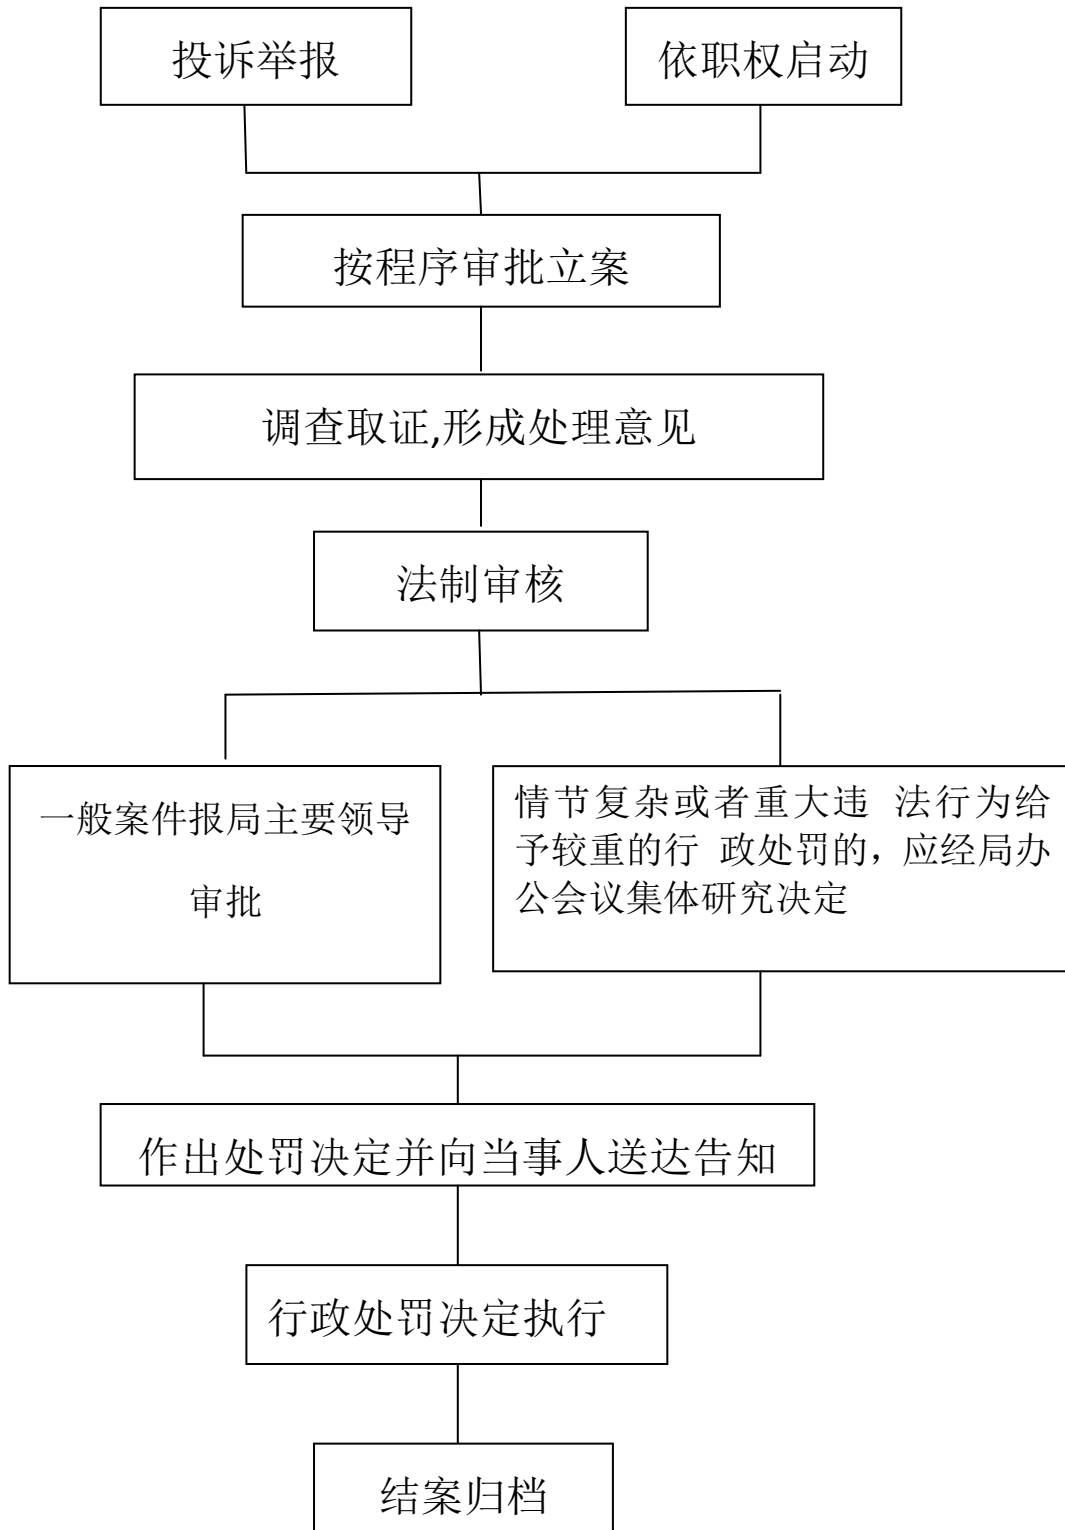 投诉举报
依职权启动
按程序审批立案
调查取证,形成处理意见
法制审核
一般案件报局主要领导
审批
情节复杂或者重大违 法行为给
予较重的行 政处罚的，应经局办
公会议集体研究决定
作出处罚决定并向当事人送达告知
行政处罚决定执行
结案归档